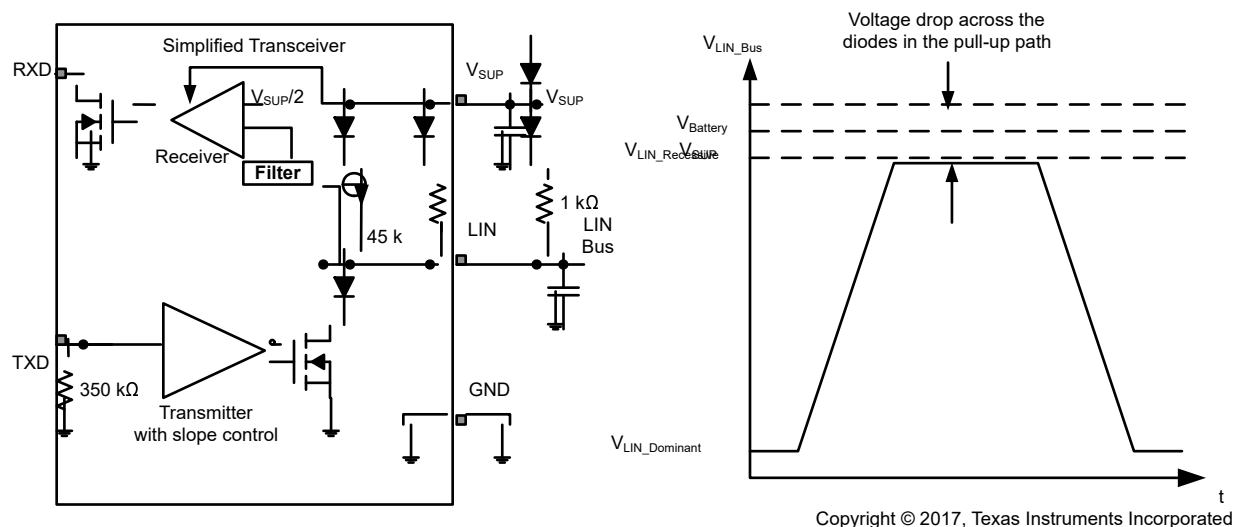 Simplified Transceiver
RXD
VSUP/2
Receiver
Filter
VSUP
VSUP
45 k
1 kΩ
LIN
LIN
Bus
TXD
350 kΩ
Transmitter
with slope control
GND
Voltage drop across the
diodes in the pull-up path
VLIN_Bus
VBattery
VSUP
VLIN_Recessive
VLIN_Dominant
t
Copyright © 2017, Texas Instruments Incorporated